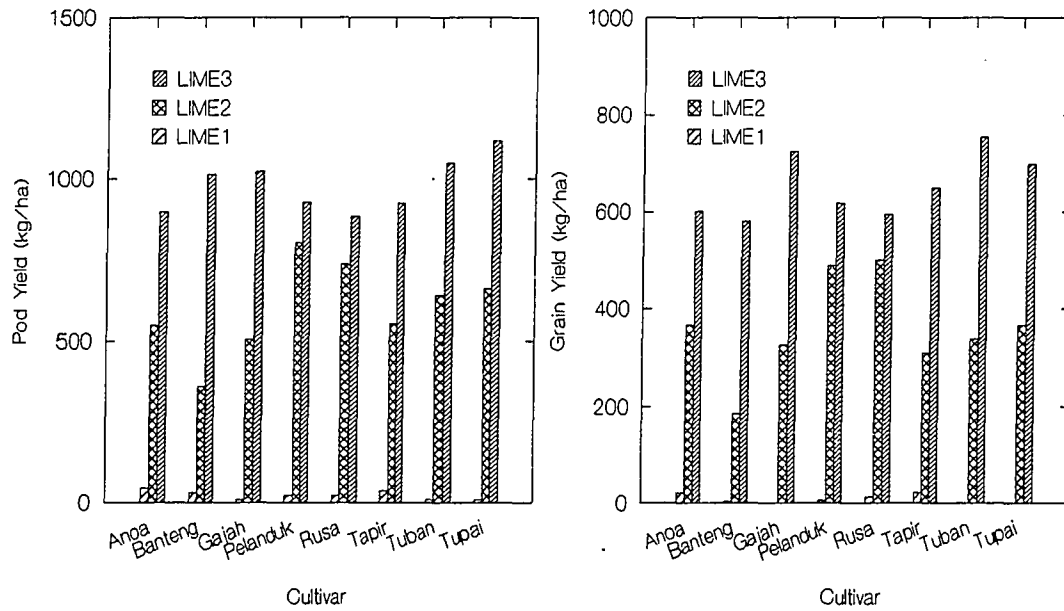 1500
1000
500
0
Pod Yield (kg/ha)
LIME3
LIME2
LIME1
Anoa
Banteng
Gajah
Pelanduk
Rusa
Tapir
Tuban
Tupai
Cultivar
1000
800
600
400
200
0
Grain Yield (kg/ha)
LIME3
LIME2
LIME1
Anoa
Banteng
Gajah
Pelanduk
Rusa
Tapir
Tuban
Tupai
Cultivar